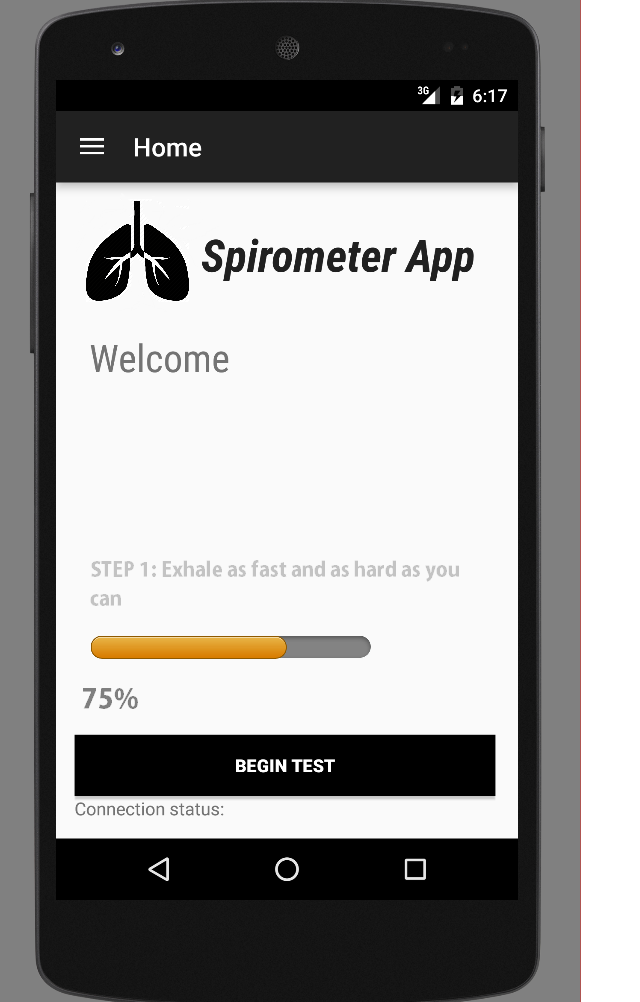 3G 6:17
Home
Spirometer App
Welcome
STEP 1: Exhale as fast and as hard as you
can
75%
BEGIN TEST
Connection status: